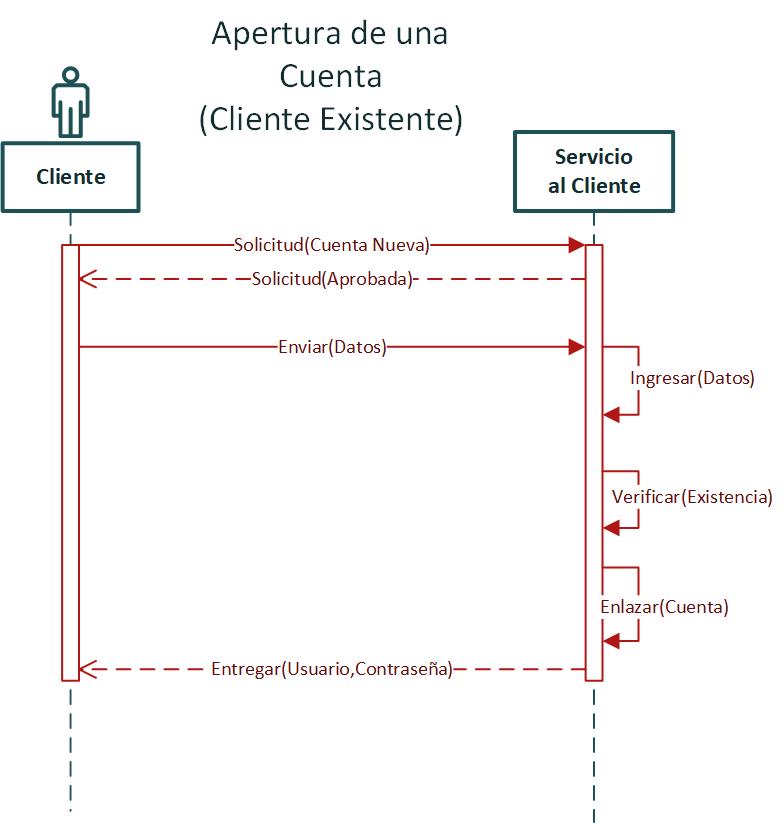 Apertura de una
Cuenta
(Cliente Existente)
Cliente
Servicio
al Cliente
Solicitud(Cuenta Nueva)
Solicitud(Aprobada)
Enviar(Datos)
Ingresar(Datos)
Verificar(Existencia)
Enlazar(Cuenta)
Entregar(Usuario,Contraseña)